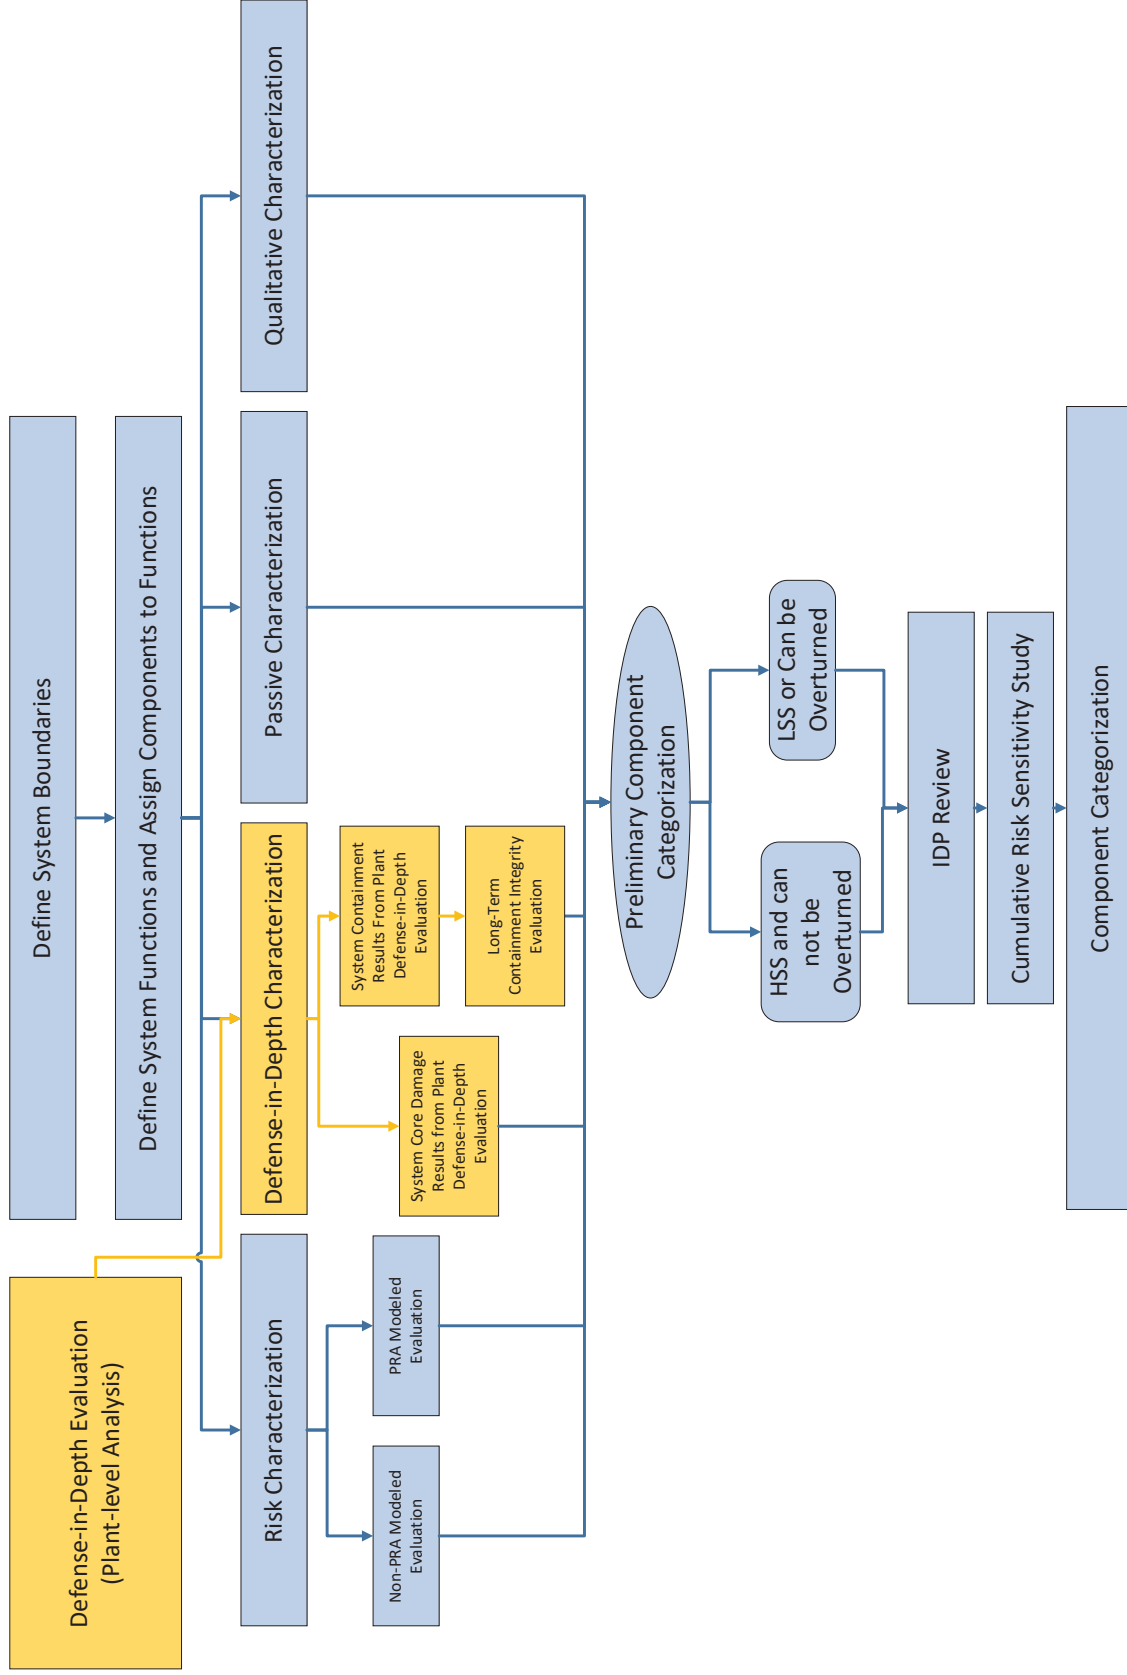 Defense-in-Depth Evaluation
(Plant-level Analysis)
Define System Boundaries
Define System Functions and Assign Components to Functions
Risk Characterization
Defense-in-Depth Characterization
Passive Characterization
Qualitative Characterization
Non-PRA Modeled
Evaluation
PRA Modeled
Evaluation
System Core Damage
Results from Plant
Defense-in-Depth
Evaluation
System Containment
Results From Plant
Defense-in-Depth
Evaluation
Long-Term
Containment Integrity
Evaluation
Preliminary Component
Categorization
HSS and can
not be
Overturned
LSS or Can be
Overturned
IDP Review
Cumulative Risk Sensitivity Study
Component Categorization